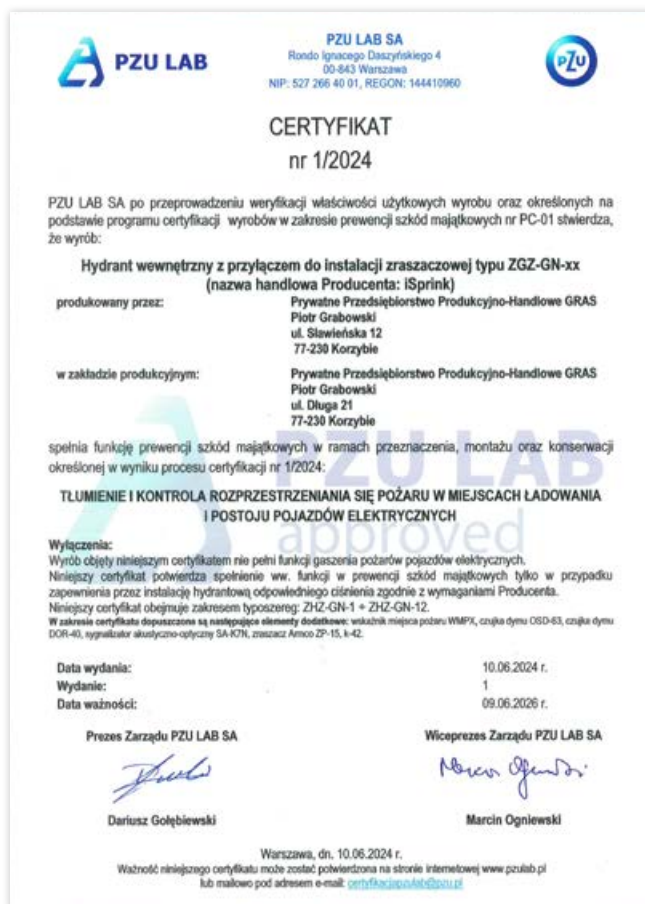 PZU LAB
PZU LAB SA
Rondo Ignacego Daszyńskiego 4
00-843 Warszawa
NIP: 527 266 40 01, REGON: 144410960
PZU
CERTYFIKAT
nr 1/2024
PZU LAB SA po przeprowadzeniu weryfikacji właściwości użytkowych wyrobu oraz określonych na
podstawie programu certyfikacji wyrobów w zakresie prewencji szkód majątkowych nr PC-01 stwierdza,
że wyrób:
Hydrant wewnętrzny z przyłączem do instalacji zraszaczowej typu ZGZ-GN-xx
(nazwa handlowa Producenta: iSprink)
produkowany przez: Prywatne Przedsiębiorstwo Produkcyjno-Handlowe GRAS
Piotr Grabowski
ul. Sławieńska 12
77-230 Korzybie
w zakładzie produkcyjnym: Prywatne Przedsiębiorstwo Produkcyjno-Handlowe GRAS
Piotr Grabowski
ul. Długa 21
77-230 Korzybie
spełnia funkcję prewencji szkód majątkowych w ramach przeznaczenia, montażu oraz konserwacji
określonej w wyniku procesu certyfikacji nr 1/2024:
PZU LAB
TŁUMIENIE I KONTROLA ROZPRZESTRZENIANIA SIĘ POŻARU W MIEJSCACH ŁADOWANIA
I POSTOJU POJAZDÓW ELEKTRYCZNYCH
approved
Wyłączenia:
Wyrób objęty niniejszym certyfikatem nie pełni funkcji gaszenia pożarów pojazdów elektrycznych.
Niniejszy certyfikat potwierdza spełnienie ww. funkcji w prewencji szkód majątkowych tylko w przypadku
zapewnienia przez instalację hydrantową odpowiedniego ciśnienia zgodnie z wymaganiami Producenta.
Niniejszy certyfikat obejmuje zakresem typoszereg: ZHZ-GN-1 ÷ ZHZ-GN-12.
W zakresie certyfikatu dopuszczone są następujące elementy dodatkowe: wskaźnik miejsca pożaru WMPX, czujka dymu OSD-63, czujka dymu
DOR-40, sygnalizator akustyczno-optyczny SA-K7N, zraszacz Armco ZP-15, k-42.
Data wydania: 10.06.2024 r.
Wydanie: 1
Data ważności: 09.06.2026 r.
Prezes Zarządu PZU LAB SA Wiceprezes Zarządu PZU LAB SA
Dariusz Gołębiewski Marcin Ogniewski
Warszawa, dn. 10.06.2024 r.
Ważność niniejszego certyfikatu może zostać potwierdzona na stronie internetowej www.pzulab.pl
lub mailowo pod adresem e-mail: certyfikacjapzulab@pzu.pl